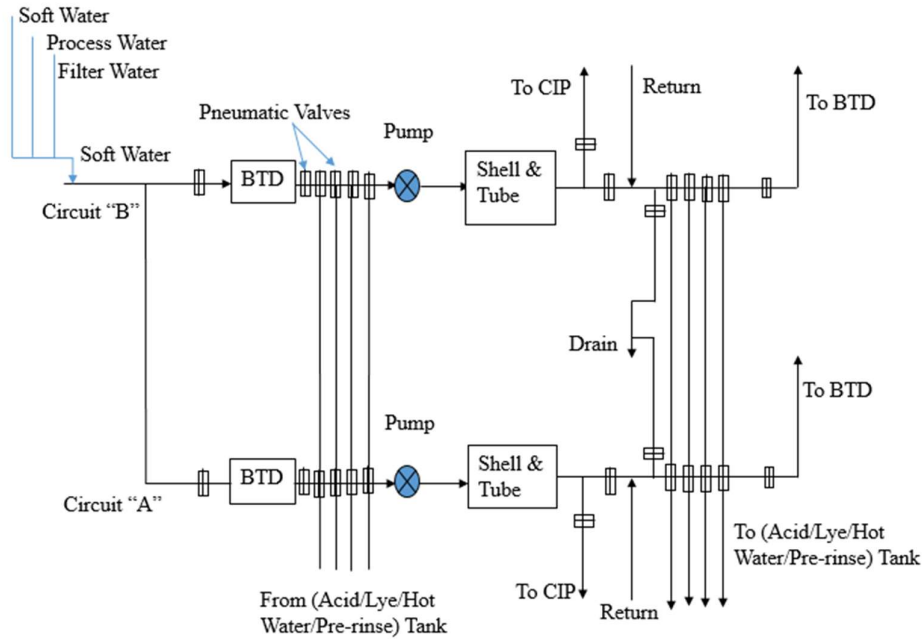 Soft Water
Process Water
Filter Water
Soft Water
Circuit “B”
BTD
Pneumatic Valves
Pump
Shell &
Tube
To CIP
Return
To BTD
Drain
Circuit “A”
BTD
Pump
Shell &
Tube
To BTD
To CIP
Return
From (Acid/Lye/Hot
Water/Pre-rinse) Tank
To (Acid/Lye/Hot
Water/Pre-rinse) Tank